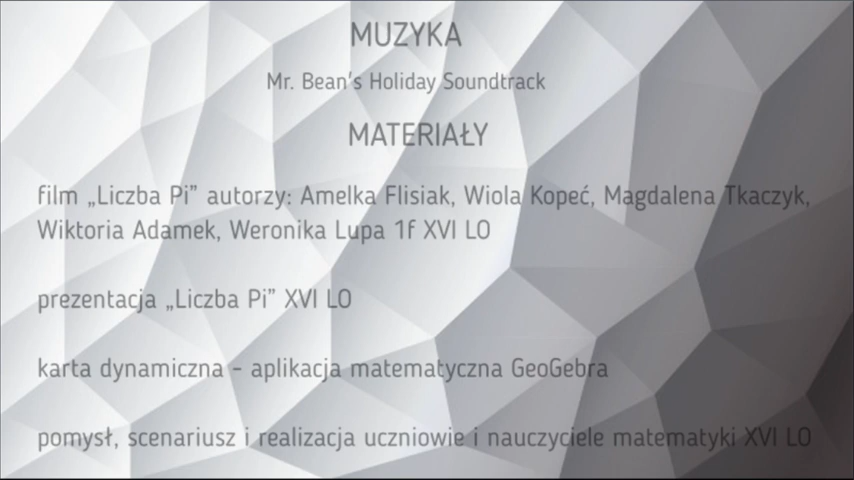 MUZYKA
Mr. Bean's Holiday Soundtrack
MATERIAŁY
film „Liczba Pi” autorzy: Amelka Flisiak, Wiola Kopeć, Magdalena Tkaczyk,
Wiktoria Adamek, Weronika Lupa 1f XVI LO
prezentacja „Liczba Pi” XVI LO
karta dynamiczna - aplikacja matematyczna GeoGebra
pomysł, scenariusz i realizacja uczniowie i nauczyciele matematyki XVI LO